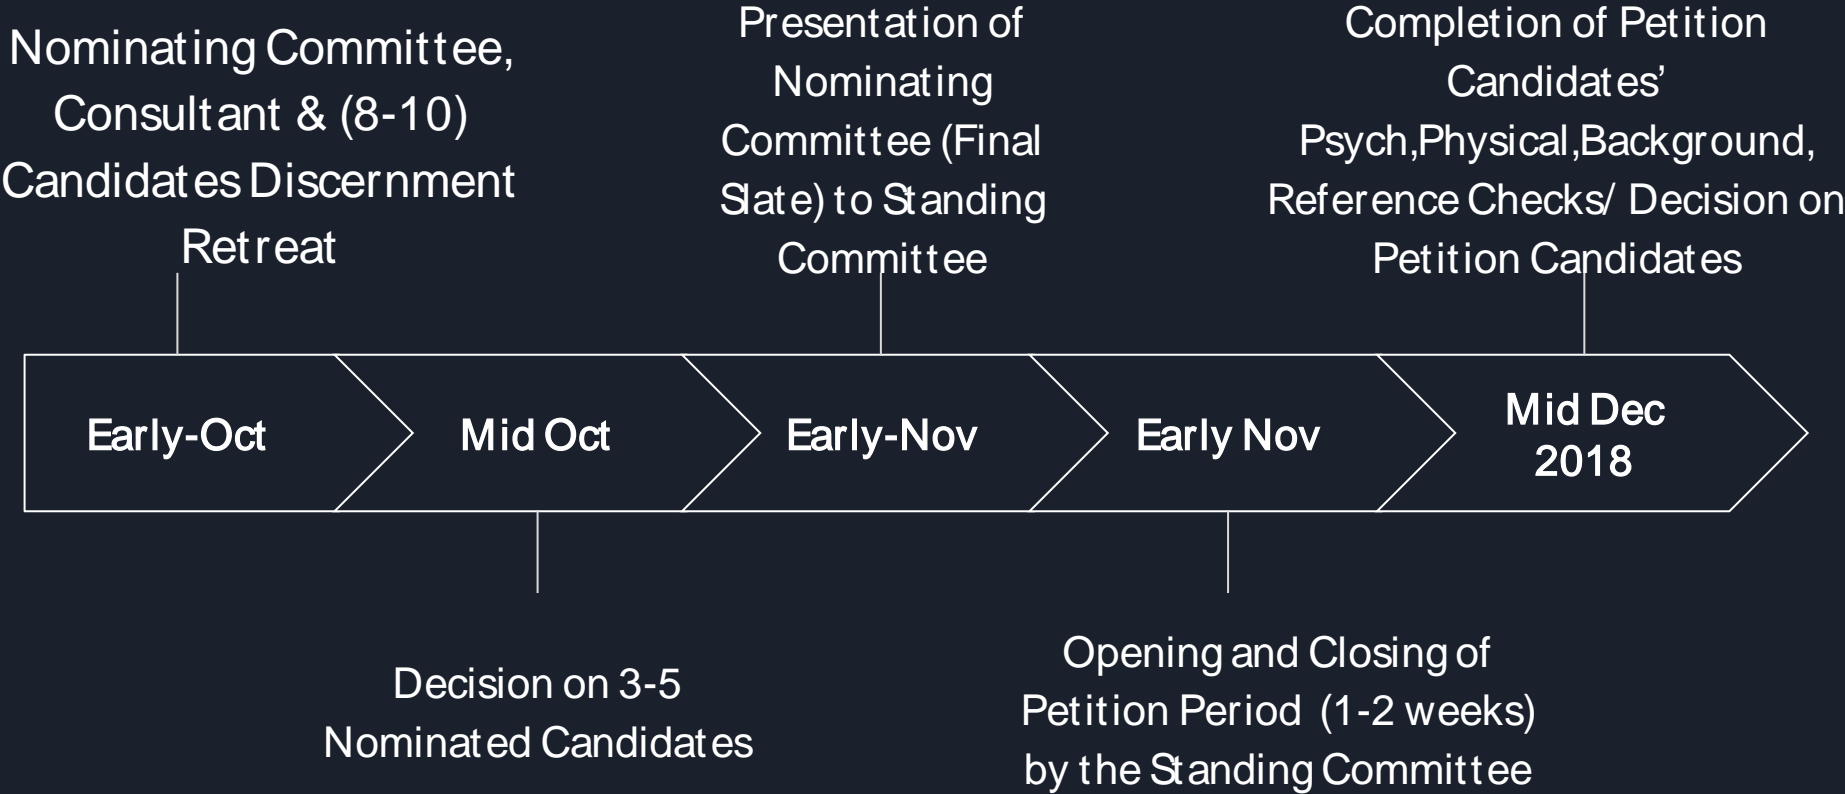 Nominating Committee,
Consultant & (8-10)
Candidates Discernment
Retreat
Presentation of
Nominating
Committee (Final
Slate) to Standing
Committee
Completion of Petition
Candidates’
Psych,Physical,Background,
Reference Checks/ Decision on
Petition Candidates
Early-Oct
Mid Oct
Early-Nov
Early Nov
Mid Dec
2018
Decision on 3-5
Nominated Candidates
Opening and Closing of
Petition Period (1-2 weeks)
by the Standing Committee